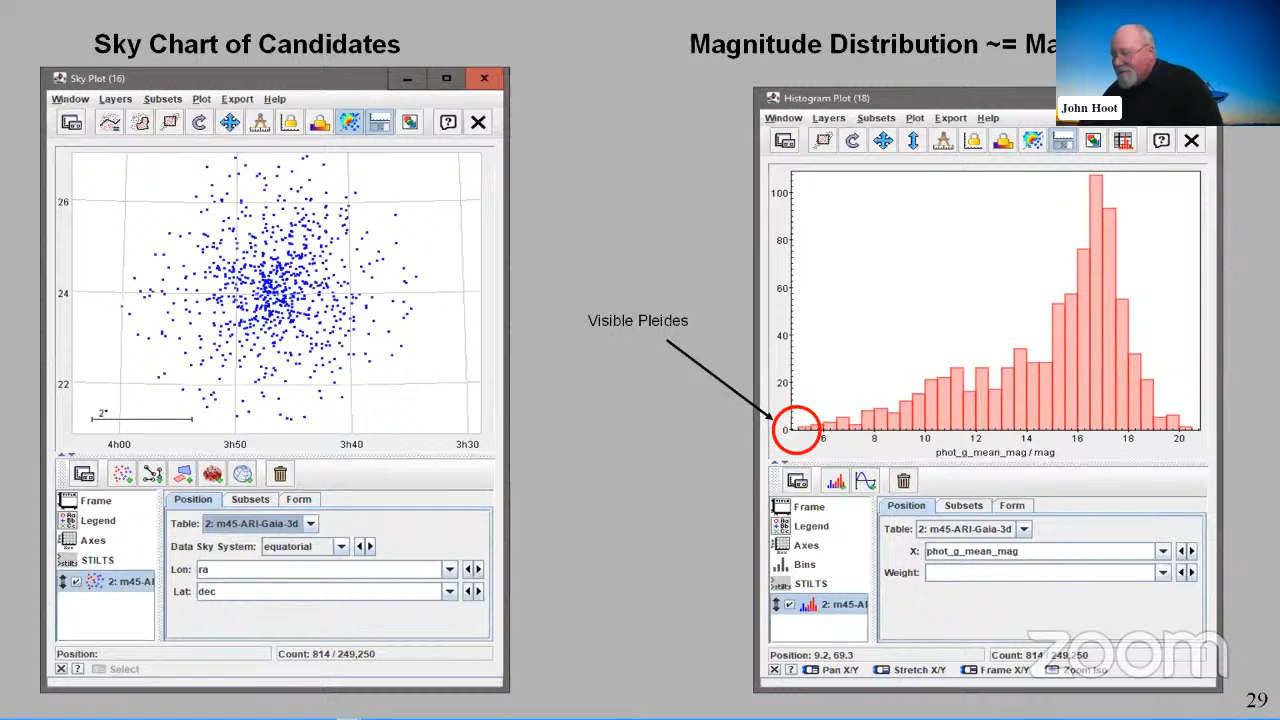 Sky Chart of Candidates
Magnitude Distribution ~= Ma
John Hoot
Sky Plot (16)
Window Layers Subsets Plot Export Help
26
24
22
2°
4h00 3h50 3h40 3h30
Position Subsets Form
Frame
Legend
Axes
STILTS
2: m45-AI
Table: 2: m45-ARI-Gaia-3d
Data Sky System: equatorial
Lon: ra
Lat: dec
Position:
Count: 814 / 249,250
Select
Visible Pleides
Histogram Plot (18)
Window Layers Subsets Plot Export Help
100
80
60
40
20
0
6 8 10 12 14 16 18 20
phot_g_mean_mag / mag
Position Subsets Form
Frame
Legend
Axes
Bins
STILTS
2: m45-AI
Table: 2: m45-ARI-Gaia-3d
X: phot_g_mean_mag
Weight:
Position: 9.2, 69.3
Count: 814 / 249,250
Pan X/Y Stretch X/Y Frame X/Y Zoom Iso
zoom
29